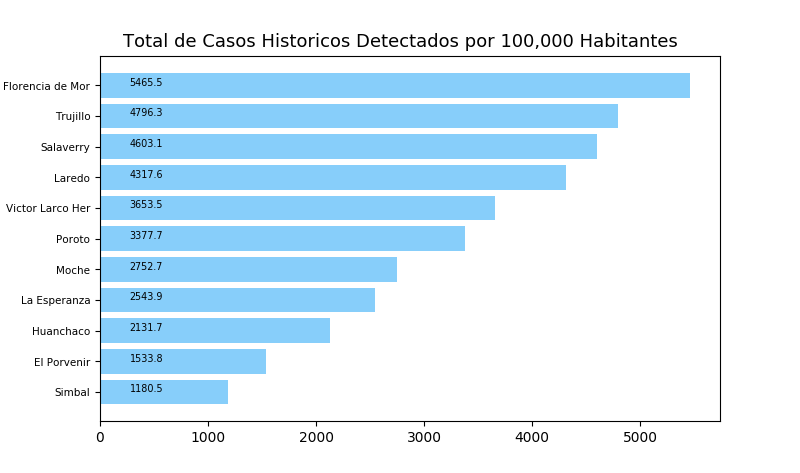 Total de Casos Historicos Detectados por 100,000 Habitantes
Florencia de Mor 5465.5
Trujillo 4796.3
Salaverry 4603.1
Laredo 4317.6
Victor Larco Her 3653.5
Poroto 3377.7
Moche 2752.7
La Esperanza 2543.9
Huanchaco 2131.7
El Porvenir 1533.8
Simbal 1180.5
0 1000 2000 3000 4000 5000